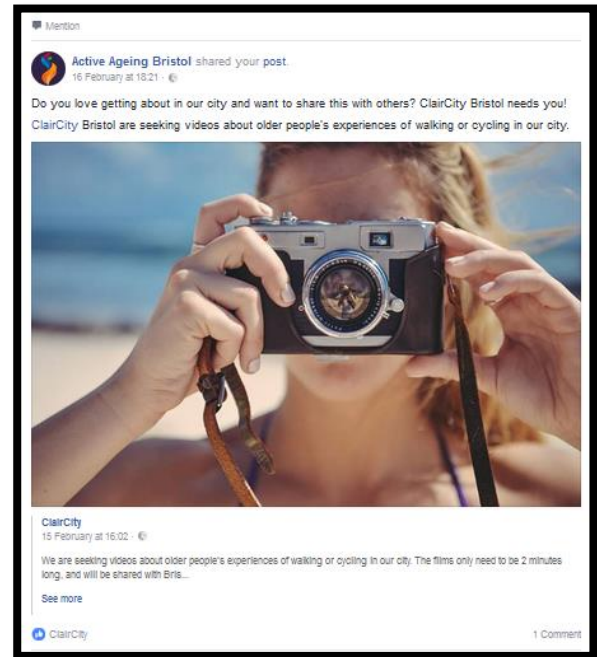 Mention
Active Ageing Bristol shared your post.
16 February at 18:21 ·
Do you love getting about in our city and want to share this with others? ClairCity Bristol needs you!
ClairCity Bristol are seeking videos about older people's experiences of walking or cycling in our city.
ClairCity
15 February at 16:02 ·
We are seeking videos about older people's experiences of walking or cycling in our city. The films only need to be 2 minutes
long, and will be shared with Bris...
See more
ClairCity
1 Comment